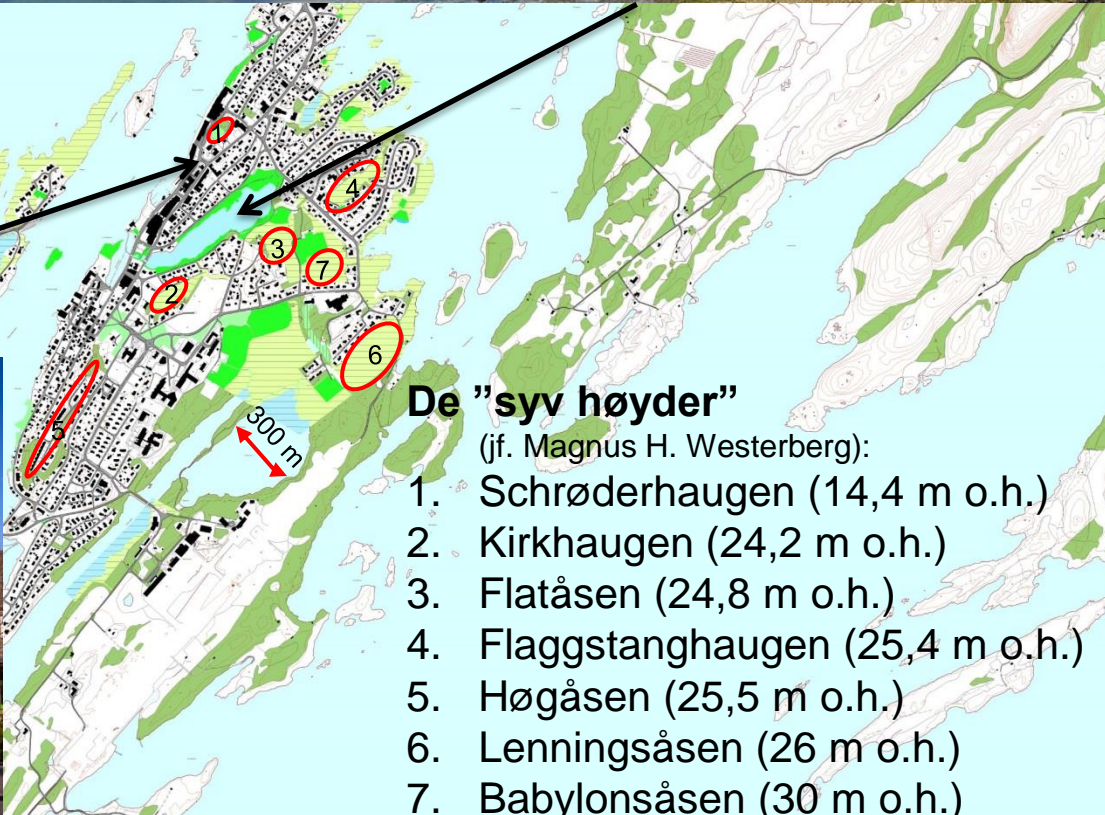 1
4
3
7
2
6
5
300 m
De ”syv høyder”
(jf. Magnus H. Westerberg):
1. Schrøderhaugen (14,4 m o.h.)
2. Kirkhaugen (24,2 m o.h.)
3. Flatåsen (24,8 m o.h.)
4. Flaggstanghaugen (25,4 m o.h.)
5. Høgåsen (25,5 m o.h.)
6. Lenningsåsen (26 m o.h.)
7. Babylonsåsen (30 m o.h.)